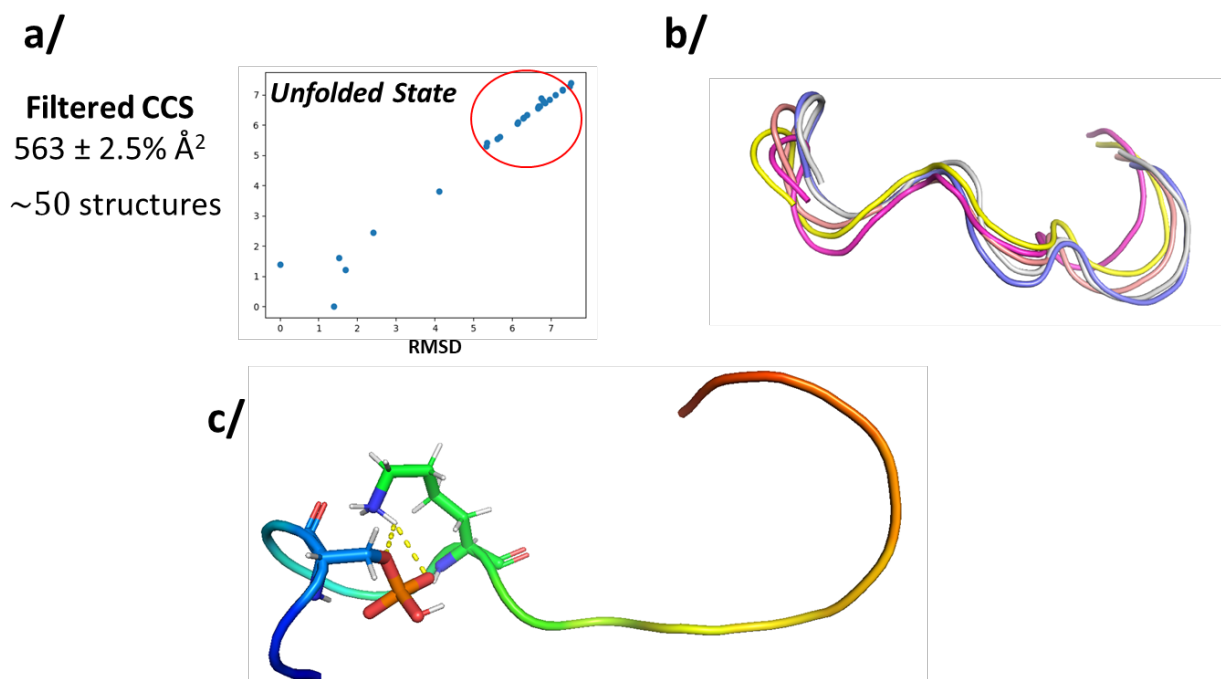 a/
Filtered CCS
563 ± 2.5% Å²
~50 structures
Unfolded State
7
6
5
4
3
2
1
0
0 1 2 3 4 5 6 7
RMSD
b/
c/